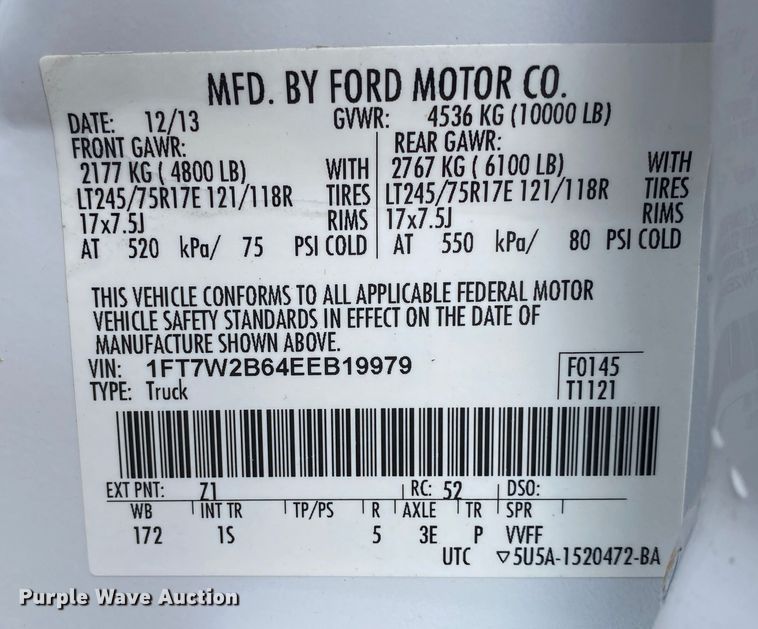 MFD. BY FORD MOTOR CO.
DATE: 12/13 GVWR: 4536 KG (10000 LB)
FRONT GAWR: REAR GAWR:
2177 KG ( 4800 LB) WITH 2767 KG ( 6100 LB) WITH
LT245/75R17E 121/118R TIRES LT245/75R17E 121/118R TIRES
17x7.5J RIMS 17x7.5J RIMS
AT 520 kPa/ 75 PSI COLD AT 550 kPa/ 80 PSI COLD
THIS VEHICLE CONFORMS TO ALL APPLICABLE FEDERAL MOTOR
VEHICLE SAFETY STANDARDS IN EFFECT ON THE DATE OF
MANUFACTURE SHOWN ABOVE.
VIN: 1FT7W2B64EEB19979 F0145
TYPE: Truck T1121
EXT PNT: Z1 RC: 52 DSO:
WB INT TR TP/PS R AXLE TR SPR
172 1S 5 3E P VVFF
UTC ▽5U5A-1520472-BA
Purple Wave Auction